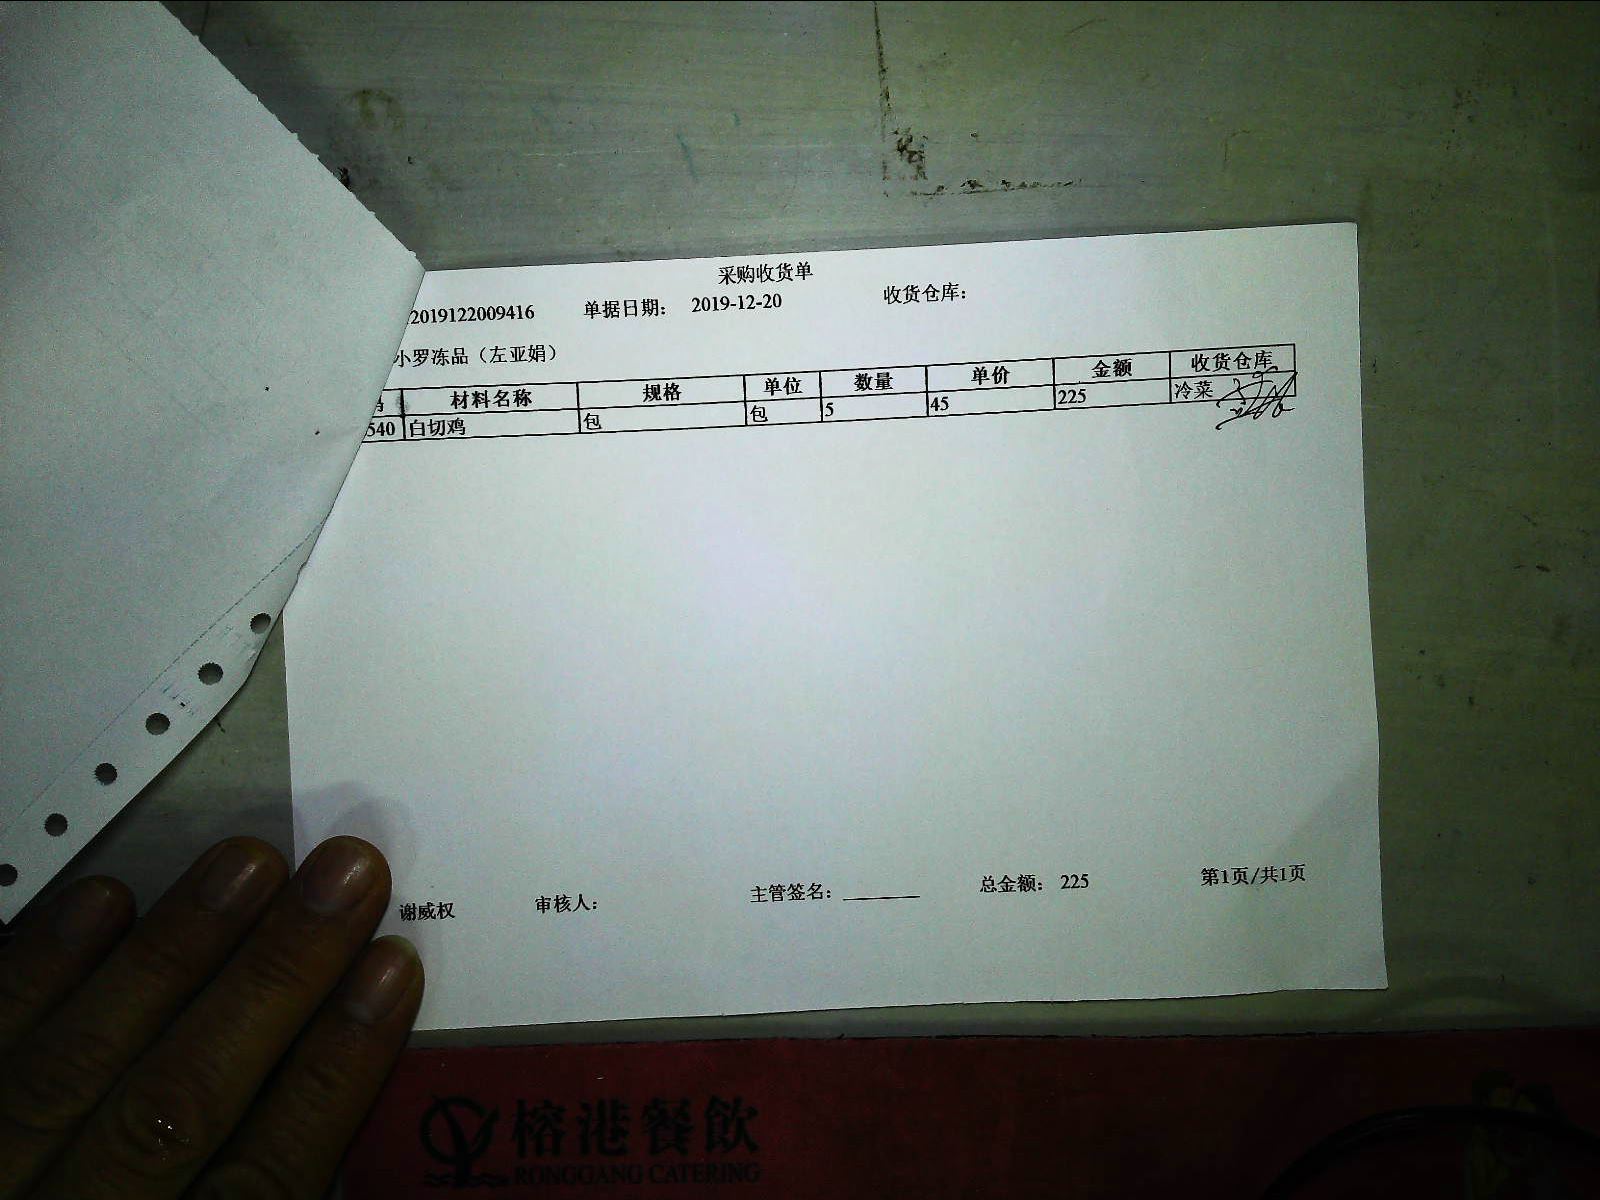 采购收货单
2019122009416 单据日期： 2019-12-20 收货仓库：
小罗冻品（左亚娟）
材料名称 规格 单位 数量 单价 金额 收货仓库
540 白切鸡 包 包 5 45 225 冷菜
谢威权 审核人： 主管签名：_______ 总金额： 225 第1页/共1页
榕港餐飲
RONGGANG CATERING